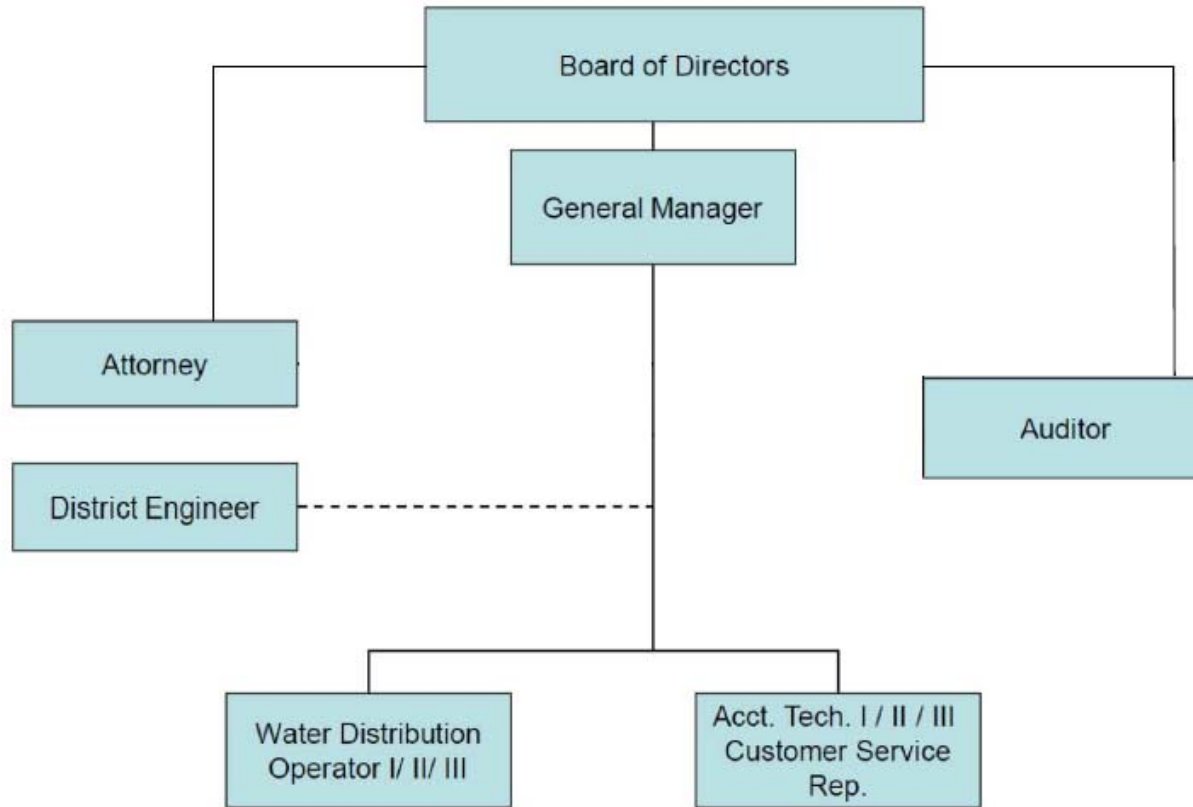 Board of Directors
General Manager
Attorney
Auditor
District Engineer
Water Distribution
Operator I/ II/ III
Acct. Tech. I / II / III
Customer Service
Rep.